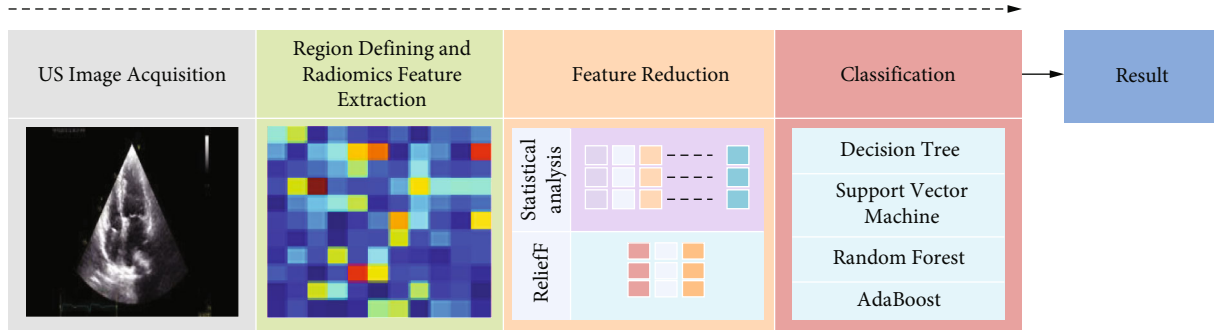 US Image Acquisition
Region Defining and
Radiomics Feature
Extraction
Feature Reduction
Classification
Result
Statistical
analysis
ReliefF
Decision Tree
Support Vector
Machine
Random Forest
AdaBoost